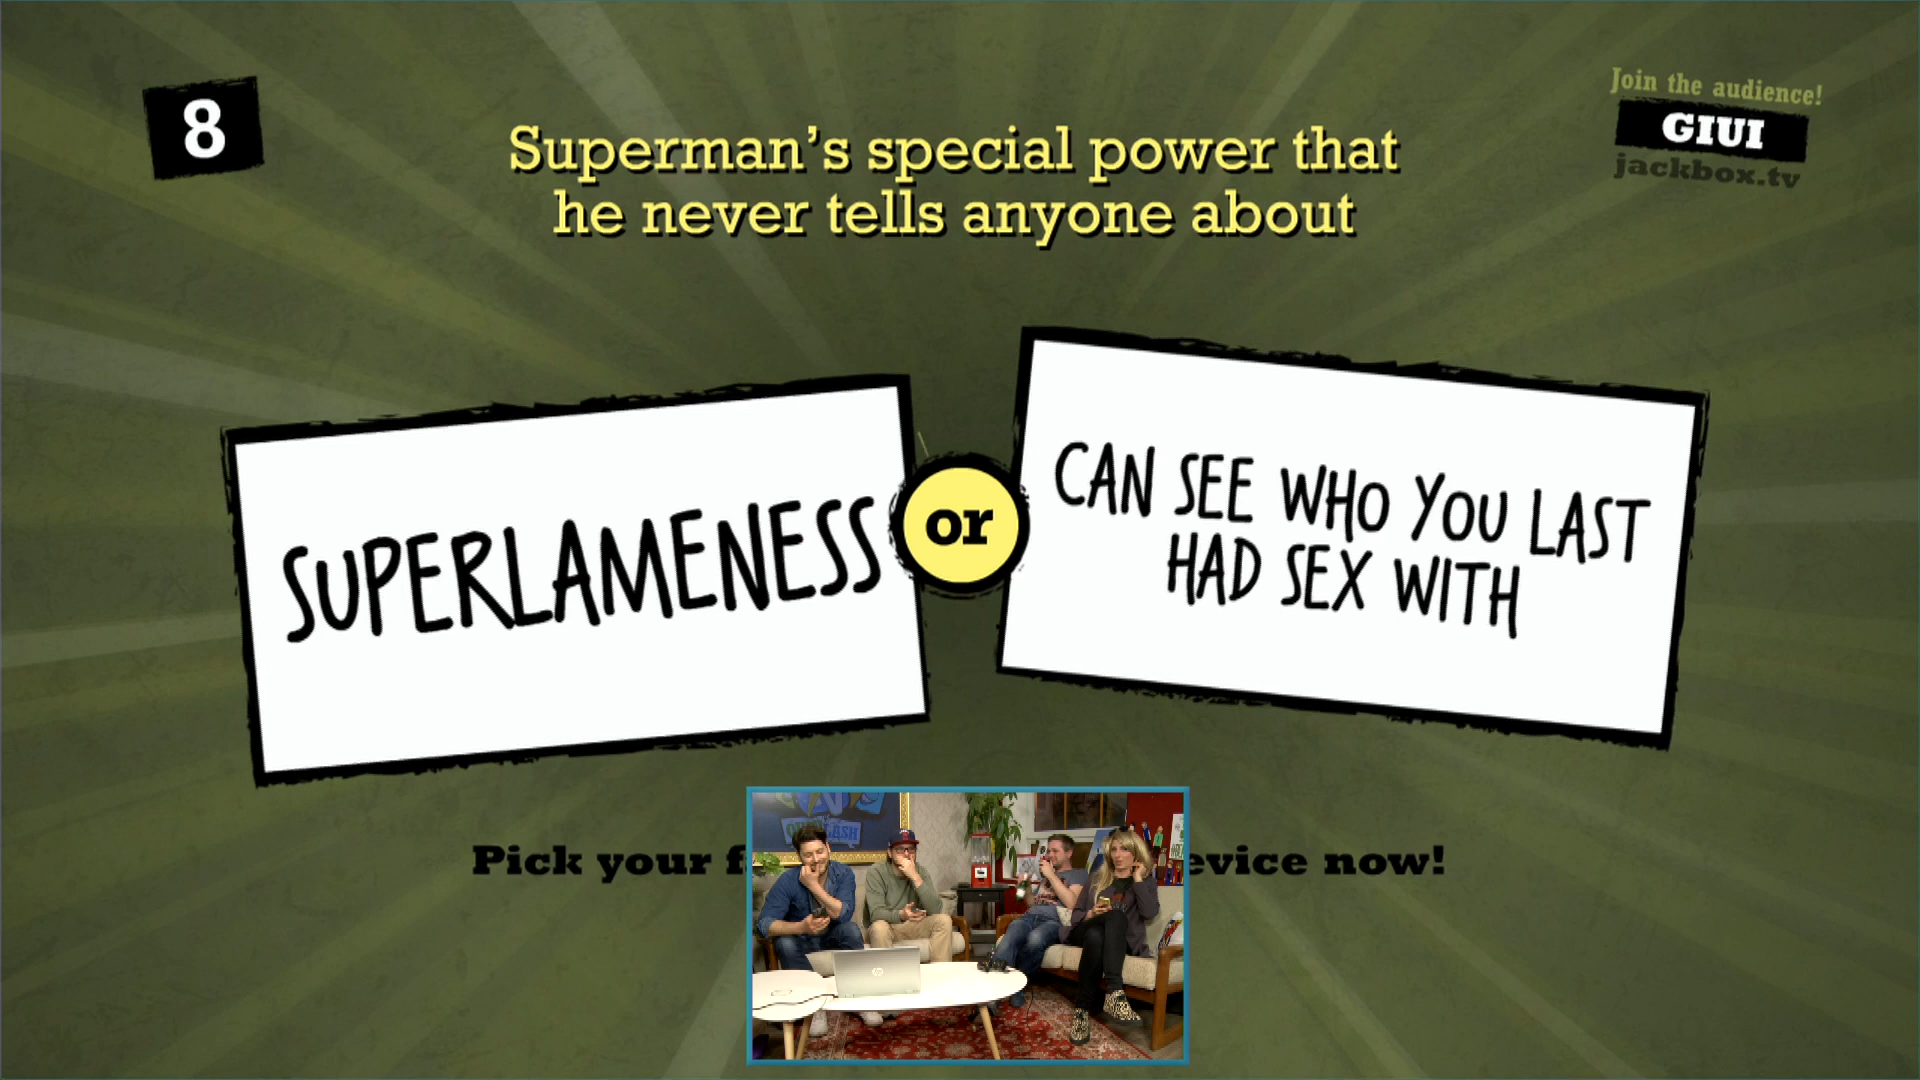 8
Join the audience!
GIUI
jackbox.tv
Superman's special power that
he never tells anyone about
SUPERLAMENESS
or
CAN SEE WHO YOU LAST
HAD SEX WITH
Pick your
now!
hp